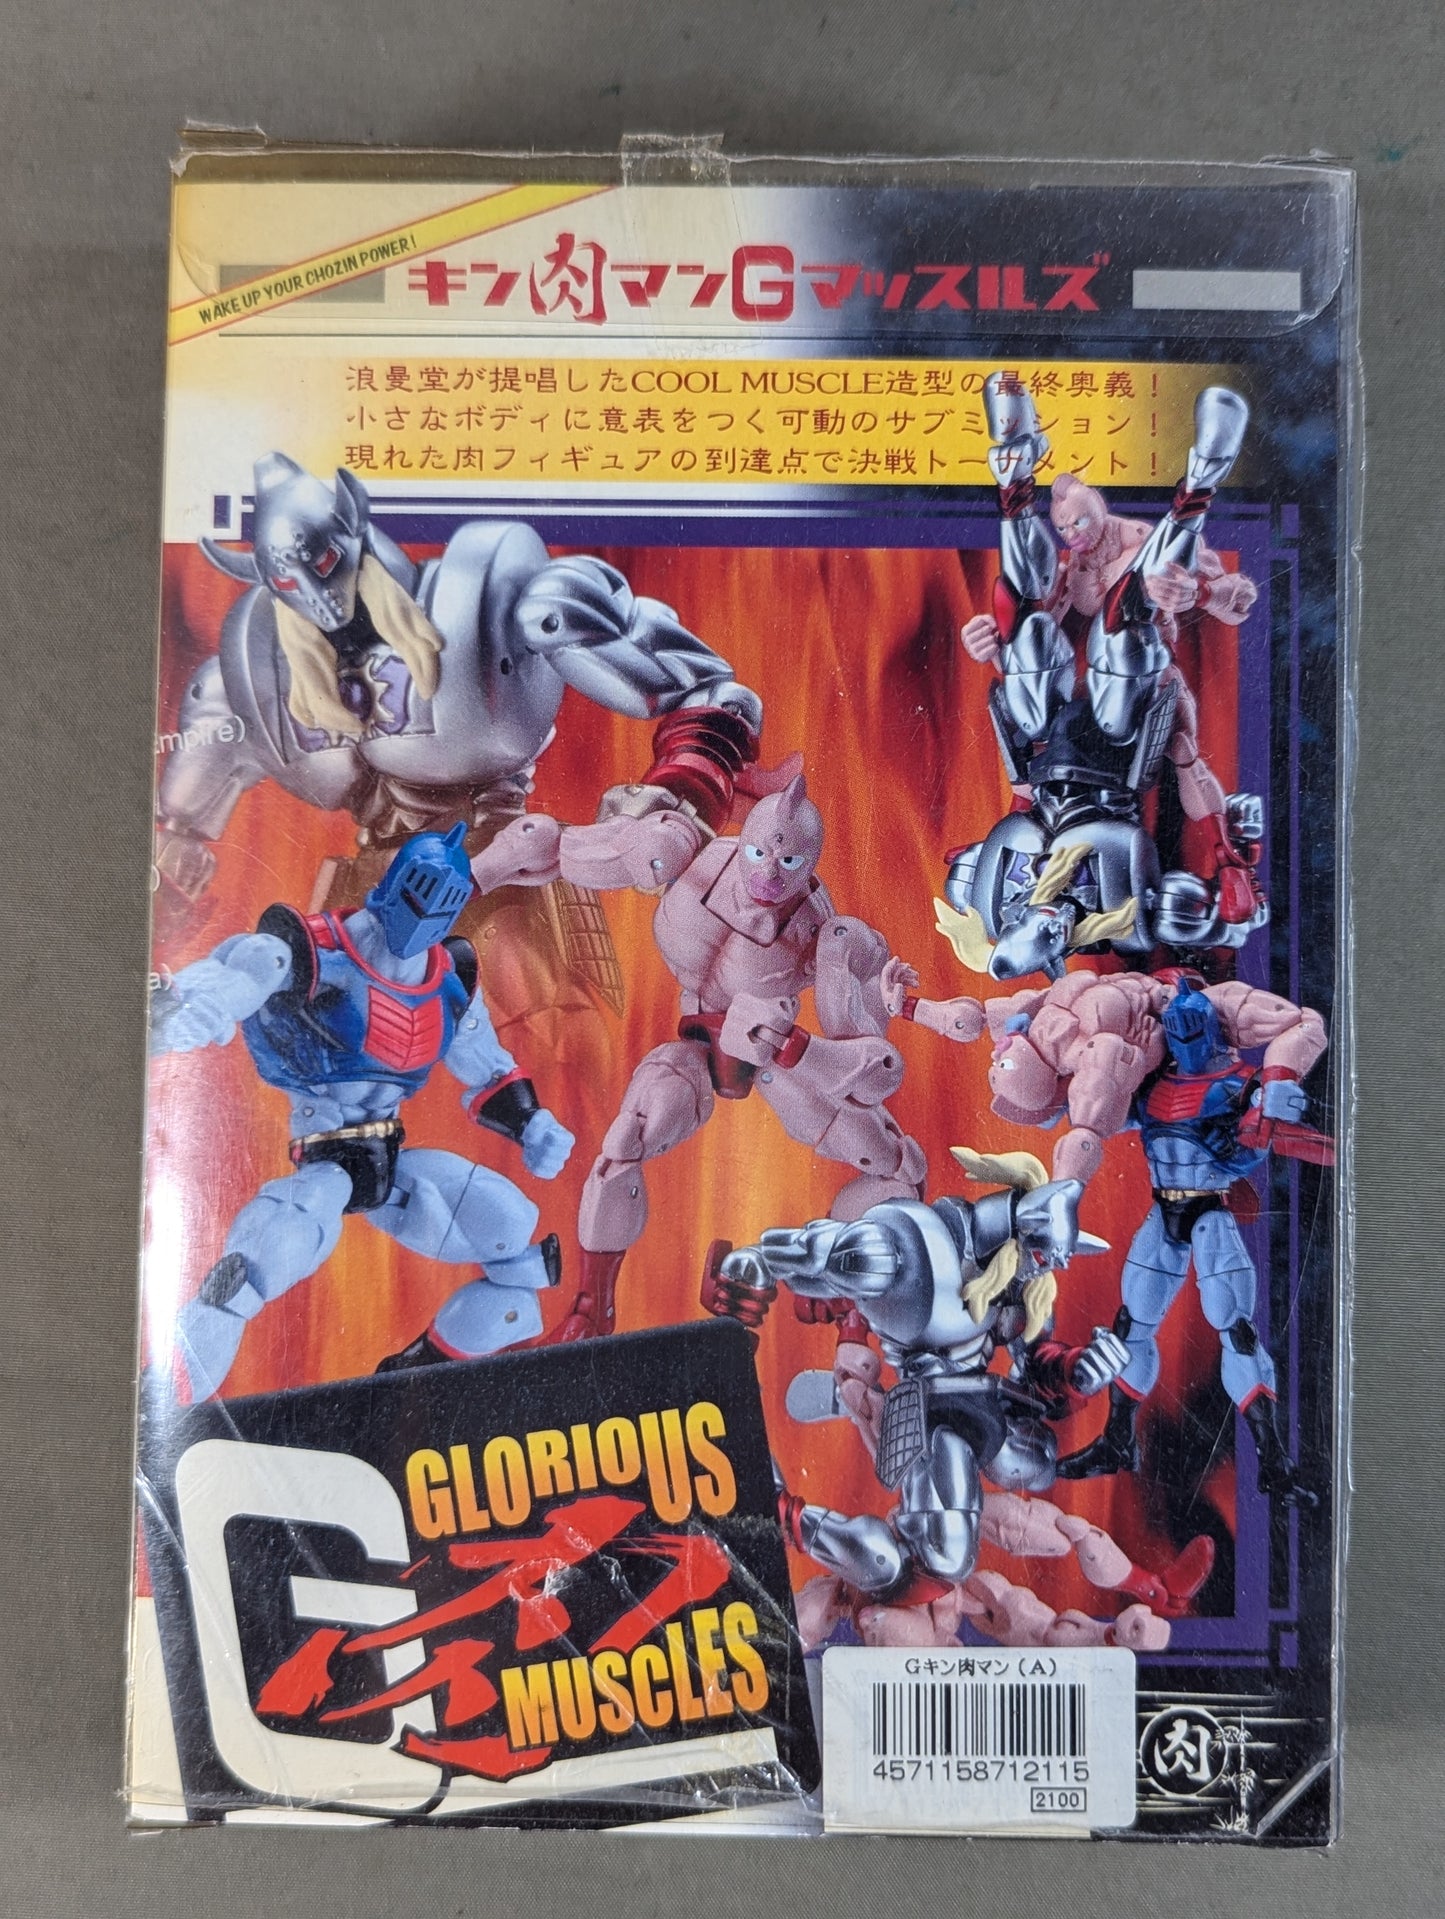 WAKE UP YOUR CHOZIN POWER!
キン肉マンGマッスルズ
浪曼堂が提唱したCOOL MUSCLE造型の最終奥義!
小さなボディに意表をつく可動のサブミッション!
現れた肉フィギュアの到達点で決戦トーナメント!
Empire)
a)
GLORIOUS
G
MUSCLES
Gキン肉マン(A)
4571158712115
2100
肉